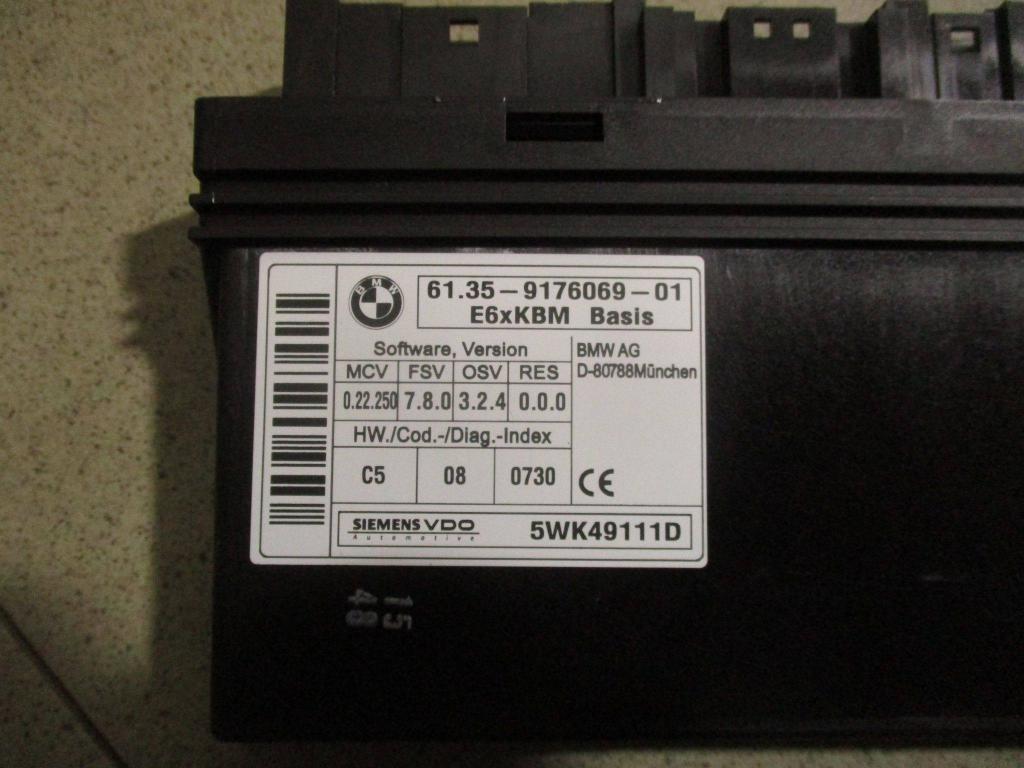 BMW
61.35-9176069-01
E6xKBM Basis
Software, Version
MCV FSV OSV RES
0.22.250 7.8.0 3.2.4 0.0.0
BMW AG
D-80788München
HW./Cod.-/Diag.-Index
C5 08 0730
CE
SIEMENS VDO
Automotive
5WK49111D